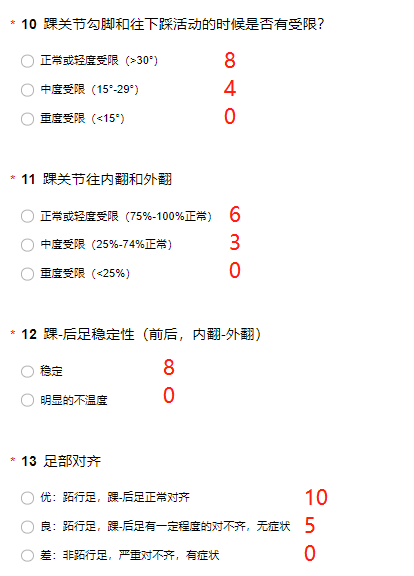 * 10 踝关节勾脚和往下踩活动的时候是否有受限?
正常或轻度受限（>30°） 8
中度受限（15°-29°） 4
重度受限（<15°） 0
* 11 踝关节往内翻和外翻
正常或轻度受限（75%-100%正常） 6
中度受限（25%-74%正常） 3
重度受限（<25%） 0
* 12 踝-后足稳定性（前后，内翻-外翻）
稳定 8
明显的不温度 0
* 13 足部对齐
优：跖行足，踝-后足正常对齐 10
良：跖行足，踝-后足有一定程度的对不齐，无症状 5
差：非跖行足，严重对不齐，有症状 0